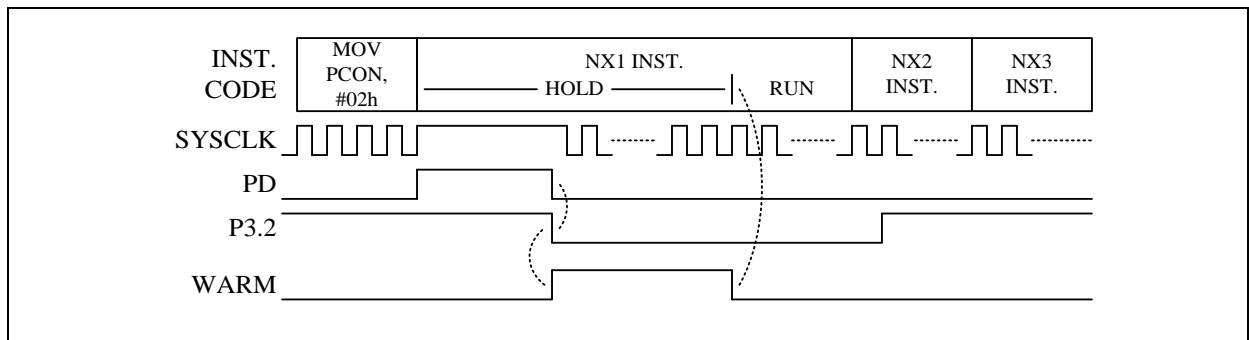 INST.
CODE
MOV
PCON,
#02h
NX1 INST.
HOLD
RUN
NX2
INST.
NX3
INST.
SYSCLK
PD
P3.2
WARM